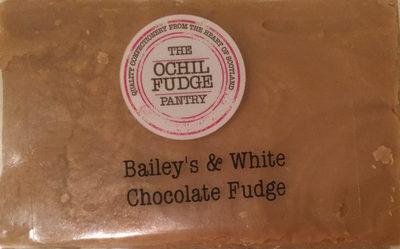 QUALITY CONFECTIONERY FROM THE HEART OF SCOTLAND
THE
OCHIL
FUDGE
PANTRY
Bailey's & White
Chocolate Fudge